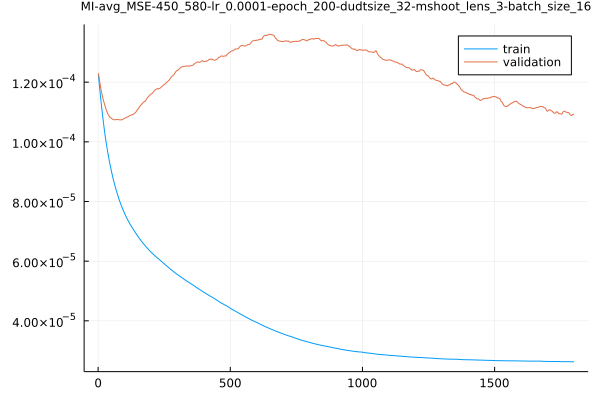 MI-avg_MSE-450_580-lr_0.0001-epoch_200-dudtsize_32-mshoot_lens_3-batch_size_16
train
validation
1.20×10⁻⁴
1.00×10⁻⁴
8.00×10⁻⁵
6.00×10⁻⁵
4.00×10⁻⁵
0 500 1000 1500